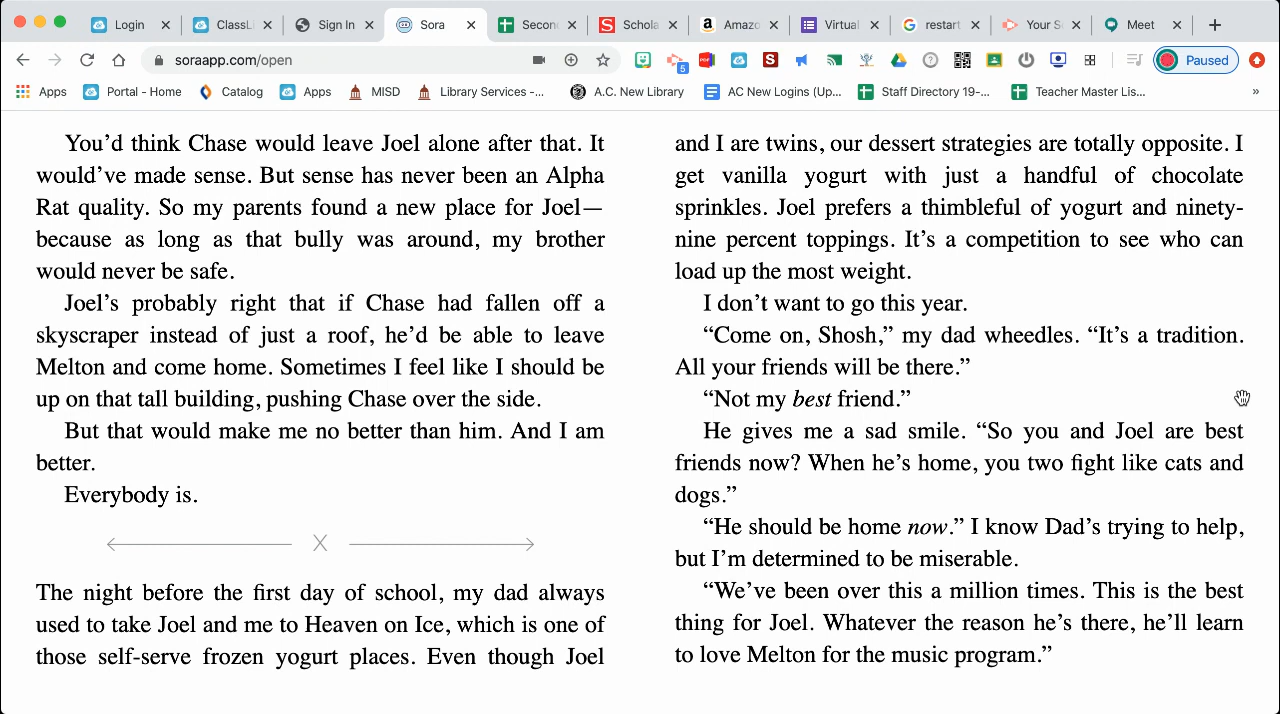 Login
ClassL
Sign In
Sora
Secon
Schola
Amazo
Virtual
restart
Your S
Meet
soraapp.com/open
5
Paused
Apps
Portal - Home
Catalog
Apps
MISD
Library Services -...
A.C. New Library
AC New Logins (Up...
Staff Directory 19-...
Teacher Master Lis...
»
You’d think Chase would leave Joel alone after that. It
would’ve made sense. But sense has never been an Alpha
Rat quality. So my parents found a new place for Joel—
because as long as that bully was around, my brother
would never be safe.
Joel’s probably right that if Chase had fallen off a
skyscraper instead of just a roof, he’d be able to leave
Melton and come home. Sometimes I feel like I should be
up on that tall building, pushing Chase over the side.
But that would make me no better than him. And I am
better.
Everybody is.
X
The night before the first day of school, my dad always
used to take Joel and me to Heaven on Ice, which is one of
those self-serve frozen yogurt places. Even though Joel
and I are twins, our dessert strategies are totally opposite. I
get vanilla yogurt with just a handful of chocolate
sprinkles. Joel prefers a thimbleful of yogurt and ninety-
nine percent toppings. It’s a competition to see who can
load up the most weight.
I don’t want to go this year.
“Come on, Shosh,” my dad wheedles. “It’s a tradition.
All your friends will be there.”
“Not my best friend.”
He gives me a sad smile. “So you and Joel are best
friends now? When he’s home, you two fight like cats and
dogs.”
“He should be home now.” I know Dad’s trying to help,
but I’m determined to be miserable.
“We’ve been over this a million times. This is the best
thing for Joel. Whatever the reason he’s there, he’ll learn
to love Melton for the music program.”